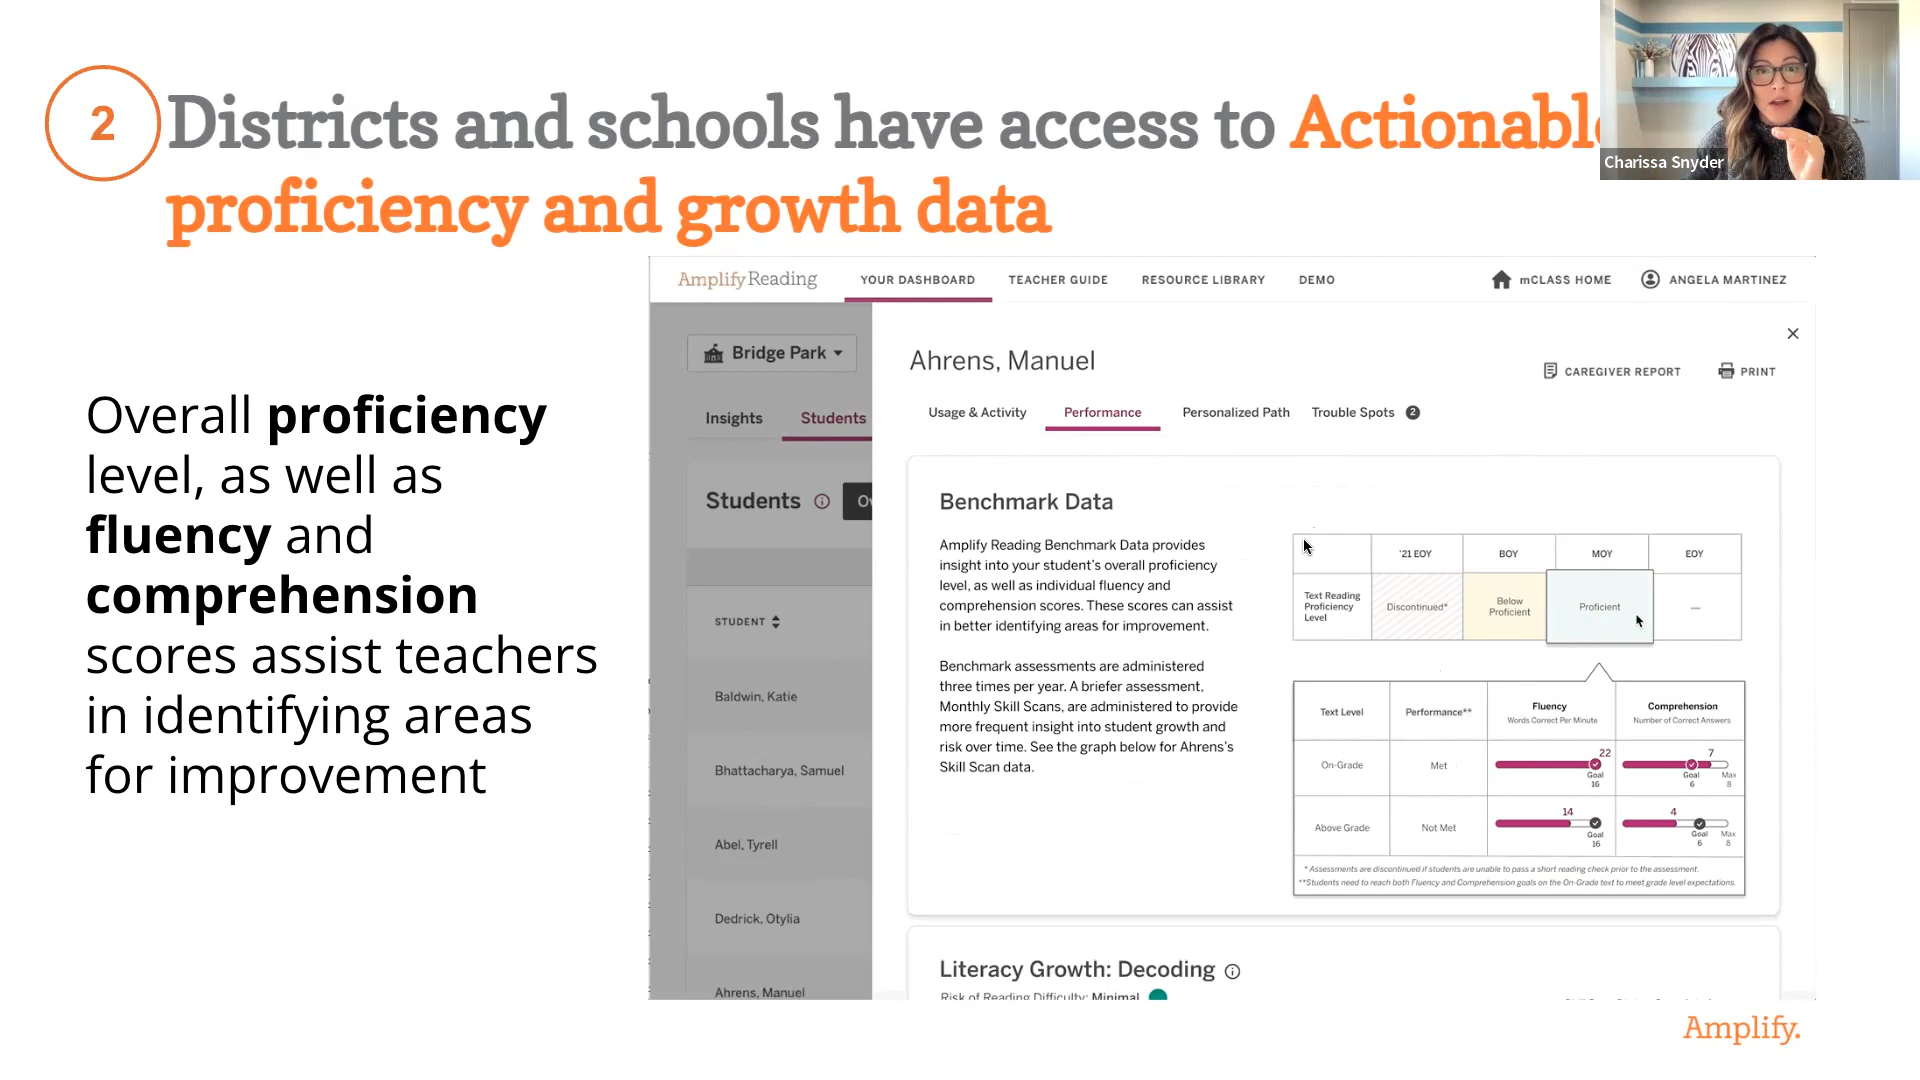 2
Districts and schools have access to Actionable
proficiency and growth data
Charissa Snyder
Overall proficiency
level, as well as
fluency and
comprehension
scores assist teachers
in identifying areas
for improvement
AmplifyReading YOUR DASHBOARD TEACHER GUIDE RESOURCE LIBRARY DEMO mCLASS HOME ANGELA MARTINEZ
Bridge Park
Insights Students
Students
STUDENT
Baldwin, Katie
Bhattacharya, Samuel
Abel, Tyrell
Dedrick, Otylia
Ahrens, Manuel
Ahrens, Manuel
CAREGIVER REPORT PRINT
Usage & Activity Performance Personalized Path Trouble Spots 2
Benchmark Data
Amplify Reading Benchmark Data provides
insight into your student's overall proficiency
level, as well as individual fluency and
comprehension scores. These scores can assist
in better identifying areas for improvement.
Benchmark assessments are administered
three times per year. A briefer assessment,
Monthly Skill Scans, are administered to provide
more frequent insight into student growth and
risk over time. See the graph below for Ahrens's
Skill Scan data.
'21 EOY BOY MOY EOY
Text Reading
Proficiency
Level
Discontinued*
Below
Proficient
Proficient
—
Text Level Performance** Fluency Comprehension
Words Correct Per Minute Number of Correct Answers
On-Grade Met 22 Goal 16 7 Goal 6 Max 8
Above Grade Not Met 14 Goal 16 4 Goal 6 Max 8
* Assessments are discontinued if students are unable to pass a short reading check prior to the assessment.
**Students need to reach both Fluency and Comprehension goals on the On-Grade text to meet grade level expectations.
Literacy Growth: Decoding
Risk of Reading Difficulty: Minimal
Amplify.